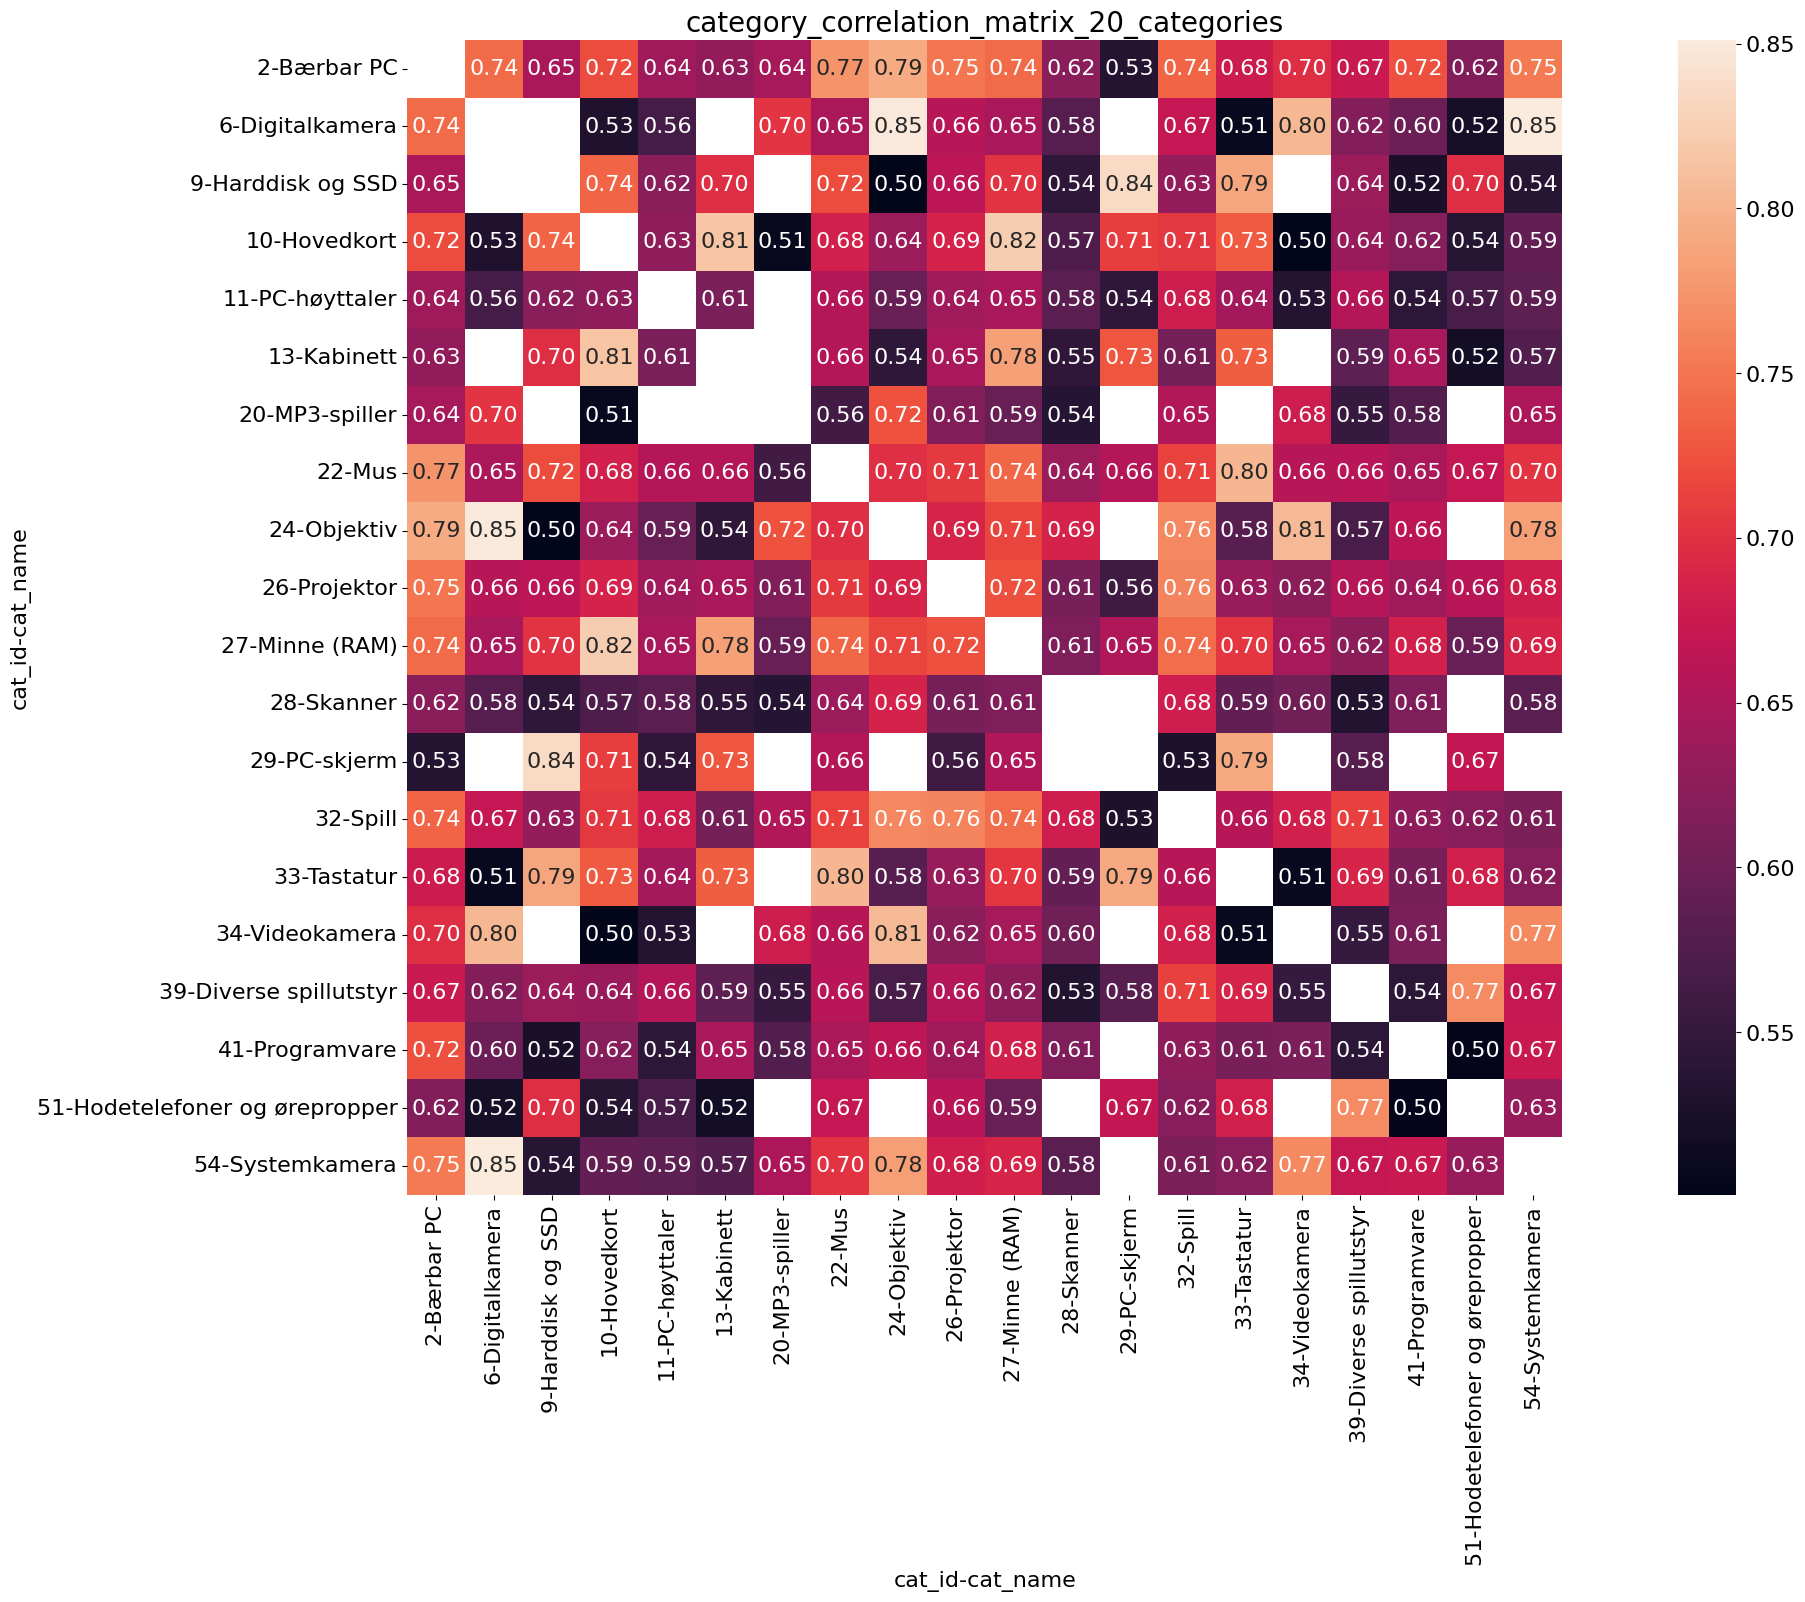 category_correlation_matrix_20_categories
2-Bærbar PC 0.74 0.65 0.72 0.64 0.63 0.64 0.77 0.79 0.75 0.74 0.62 0.53 0.74 0.68 0.70 0.67 0.72 0.62 0.75
6-Digitalkamera 0.74 0.53 0.56 0.70 0.65 0.85 0.66 0.65 0.58 0.67 0.51 0.80 0.62 0.60 0.52 0.85
9-Harddisk og SSD 0.65 0.74 0.62 0.70 0.72 0.50 0.66 0.70 0.54 0.84 0.63 0.79 0.64 0.52 0.70 0.54
10-Hovedkort 0.72 0.53 0.74 0.63 0.81 0.51 0.68 0.64 0.69 0.82 0.57 0.71 0.71 0.73 0.50 0.64 0.62 0.54 0.59
11-PC-høyttaler 0.64 0.56 0.62 0.63 0.61 0.66 0.59 0.64 0.65 0.58 0.54 0.68 0.64 0.53 0.66 0.54 0.57 0.59
13-Kabinett 0.63 0.70 0.81 0.61 0.66 0.54 0.65 0.78 0.55 0.73 0.61 0.73 0.59 0.65 0.52 0.57
20-MP3-spiller 0.64 0.70 0.51 0.56 0.72 0.61 0.59 0.54 0.65 0.68 0.55 0.58 0.65
22-Mus 0.77 0.65 0.72 0.68 0.66 0.66 0.56 0.70 0.71 0.74 0.64 0.66 0.71 0.80 0.66 0.66 0.65 0.67 0.70
24-Objektiv 0.79 0.85 0.50 0.64 0.59 0.54 0.72 0.70 0.69 0.71 0.69 0.76 0.58 0.81 0.57 0.66 0.78
26-Projektor 0.75 0.66 0.66 0.69 0.64 0.65 0.61 0.71 0.69 0.72 0.61 0.56 0.76 0.63 0.62 0.66 0.64 0.66 0.68
27-Minne (RAM) 0.74 0.65 0.70 0.82 0.65 0.78 0.59 0.74 0.71 0.72 0.61 0.65 0.74 0.70 0.65 0.62 0.68 0.59 0.69
28-Skanner 0.62 0.58 0.54 0.57 0.58 0.55 0.54 0.64 0.69 0.61 0.61 0.68 0.59 0.60 0.53 0.61 0.58
29-PC-skjerm 0.53 0.84 0.71 0.54 0.73 0.66 0.56 0.65 0.53 0.79 0.58 0.67
32-Spill 0.74 0.67 0.63 0.71 0.68 0.61 0.65 0.71 0.76 0.76 0.74 0.68 0.53 0.66 0.68 0.71 0.63 0.62 0.61
33-Tastatur 0.68 0.51 0.79 0.73 0.64 0.73 0.80 0.58 0.63 0.70 0.59 0.79 0.66 0.51 0.69 0.61 0.68 0.62
34-Videokamera 0.70 0.80 0.50 0.53 0.68 0.66 0.81 0.62 0.65 0.60 0.68 0.51 0.55 0.61 0.77
39-Diverse spillutstyr 0.67 0.62 0.64 0.64 0.66 0.59 0.55 0.66 0.57 0.66 0.62 0.53 0.58 0.71 0.69 0.55 0.54 0.77 0.67
41-Programvare 0.72 0.60 0.52 0.62 0.54 0.65 0.58 0.65 0.66 0.64 0.68 0.61 0.63 0.61 0.61 0.54 0.50 0.67
51-Hodetelefoner og ørepropper 0.62 0.52 0.70 0.54 0.57 0.52 0.67 0.66 0.59 0.67 0.62 0.68 0.77 0.50 0.63
54-Systemkamera 0.75 0.85 0.54 0.59 0.59 0.57 0.65 0.70 0.78 0.68 0.69 0.58 0.61 0.62 0.77 0.67 0.67 0.63
cat_id-cat_name
2-Bærbar PC
6-Digitalkamera
9-Harddisk og SSD
10-Hovedkort
11-PC-høyttaler
13-Kabinett
20-MP3-spiller
22-Mus
24-Objektiv
26-Projektor
27-Minne (RAM)
28-Skanner
29-PC-skjerm
32-Spill
33-Tastatur
34-Videokamera
39-Diverse spillutstyr
41-Programvare
51-Hodetelefoner og ørepropper
54-Systemkamera
cat_id-cat_name
0.85
0.80
0.75
0.70
0.65
0.60
0.55